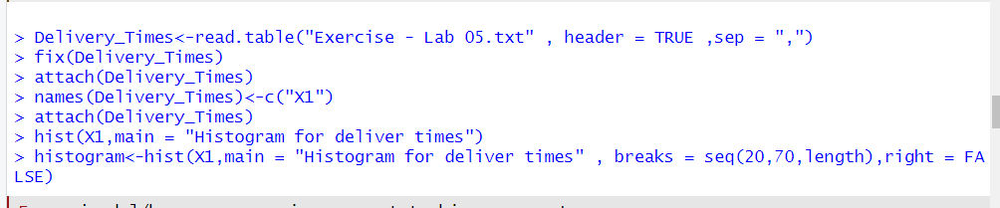 > Delivery_Times<-read.table("Exercise - Lab 05.txt" , header = TRUE ,sep = ",")
> fix(Delivery_Times)
> attach(Delivery_Times)
> names(Delivery_Times)<-c("X1")
> attach(Delivery_Times)
> hist(X1,main = "Histogram for deliver times")
> histogram<-hist(X1,main = "Histogram for deliver times" , breaks = seq(20,70,length),right = FA
LSE)